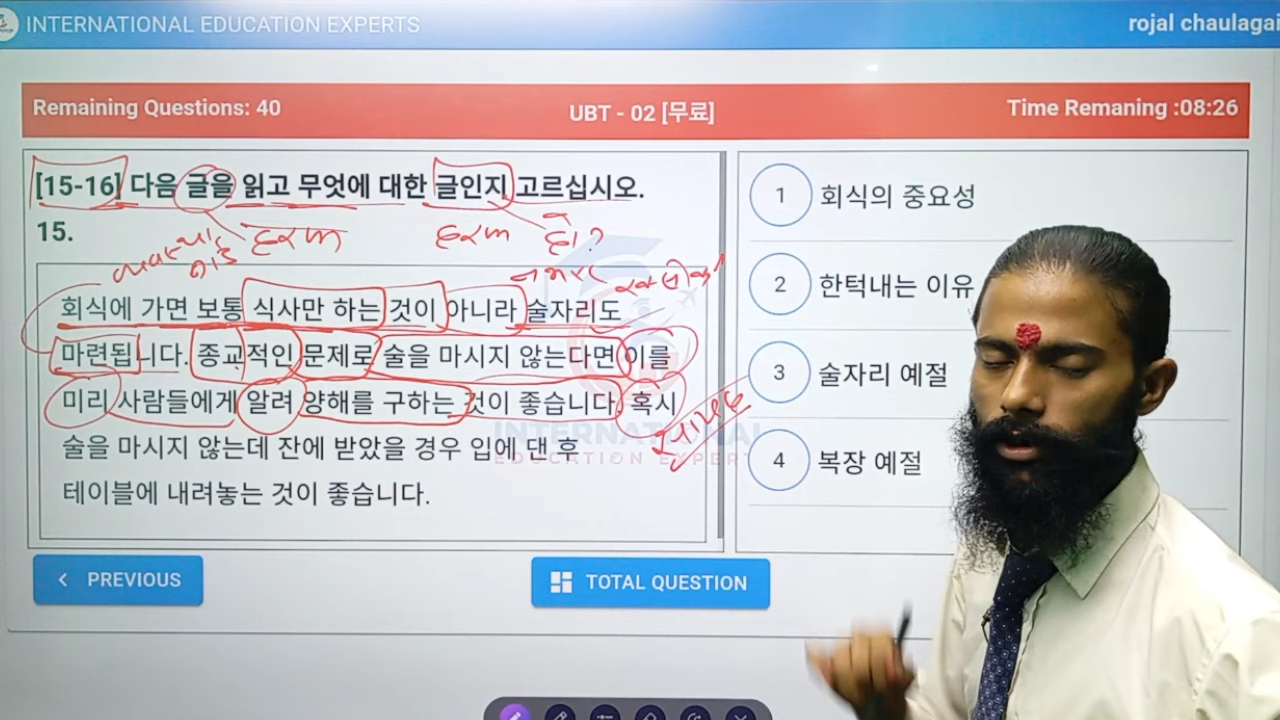 INTERNATIONAL EDUCATION EXPERTS
rojal chaulagai
Remaining Questions: 40
UBT - 02 [무료]
Time Remaning :08:26
[15-16] 다음 글을 읽고 무엇에 대한 글인지 고르십시오.
15.
회식에 가면 보통 식사만 하는 것이 아니라 술자리도
마련됩니다. 종교적인 문제로 술을 마시지 않는다면 이를
미리 사람들에게 알려 양해를 구하는 것이 좋습니다. 혹시
술을 마시지 않는데 잔에 받았을 경우 입에 댄 후
테이블에 내려놓는 것이 좋습니다.
INTERNATIONAL
EDUCATION EXPERT
1 회식의 중요성
2 한턱내는 이유
3 술자리 예절
4 복장 예절
PREVIOUS
TOTAL QUESTION